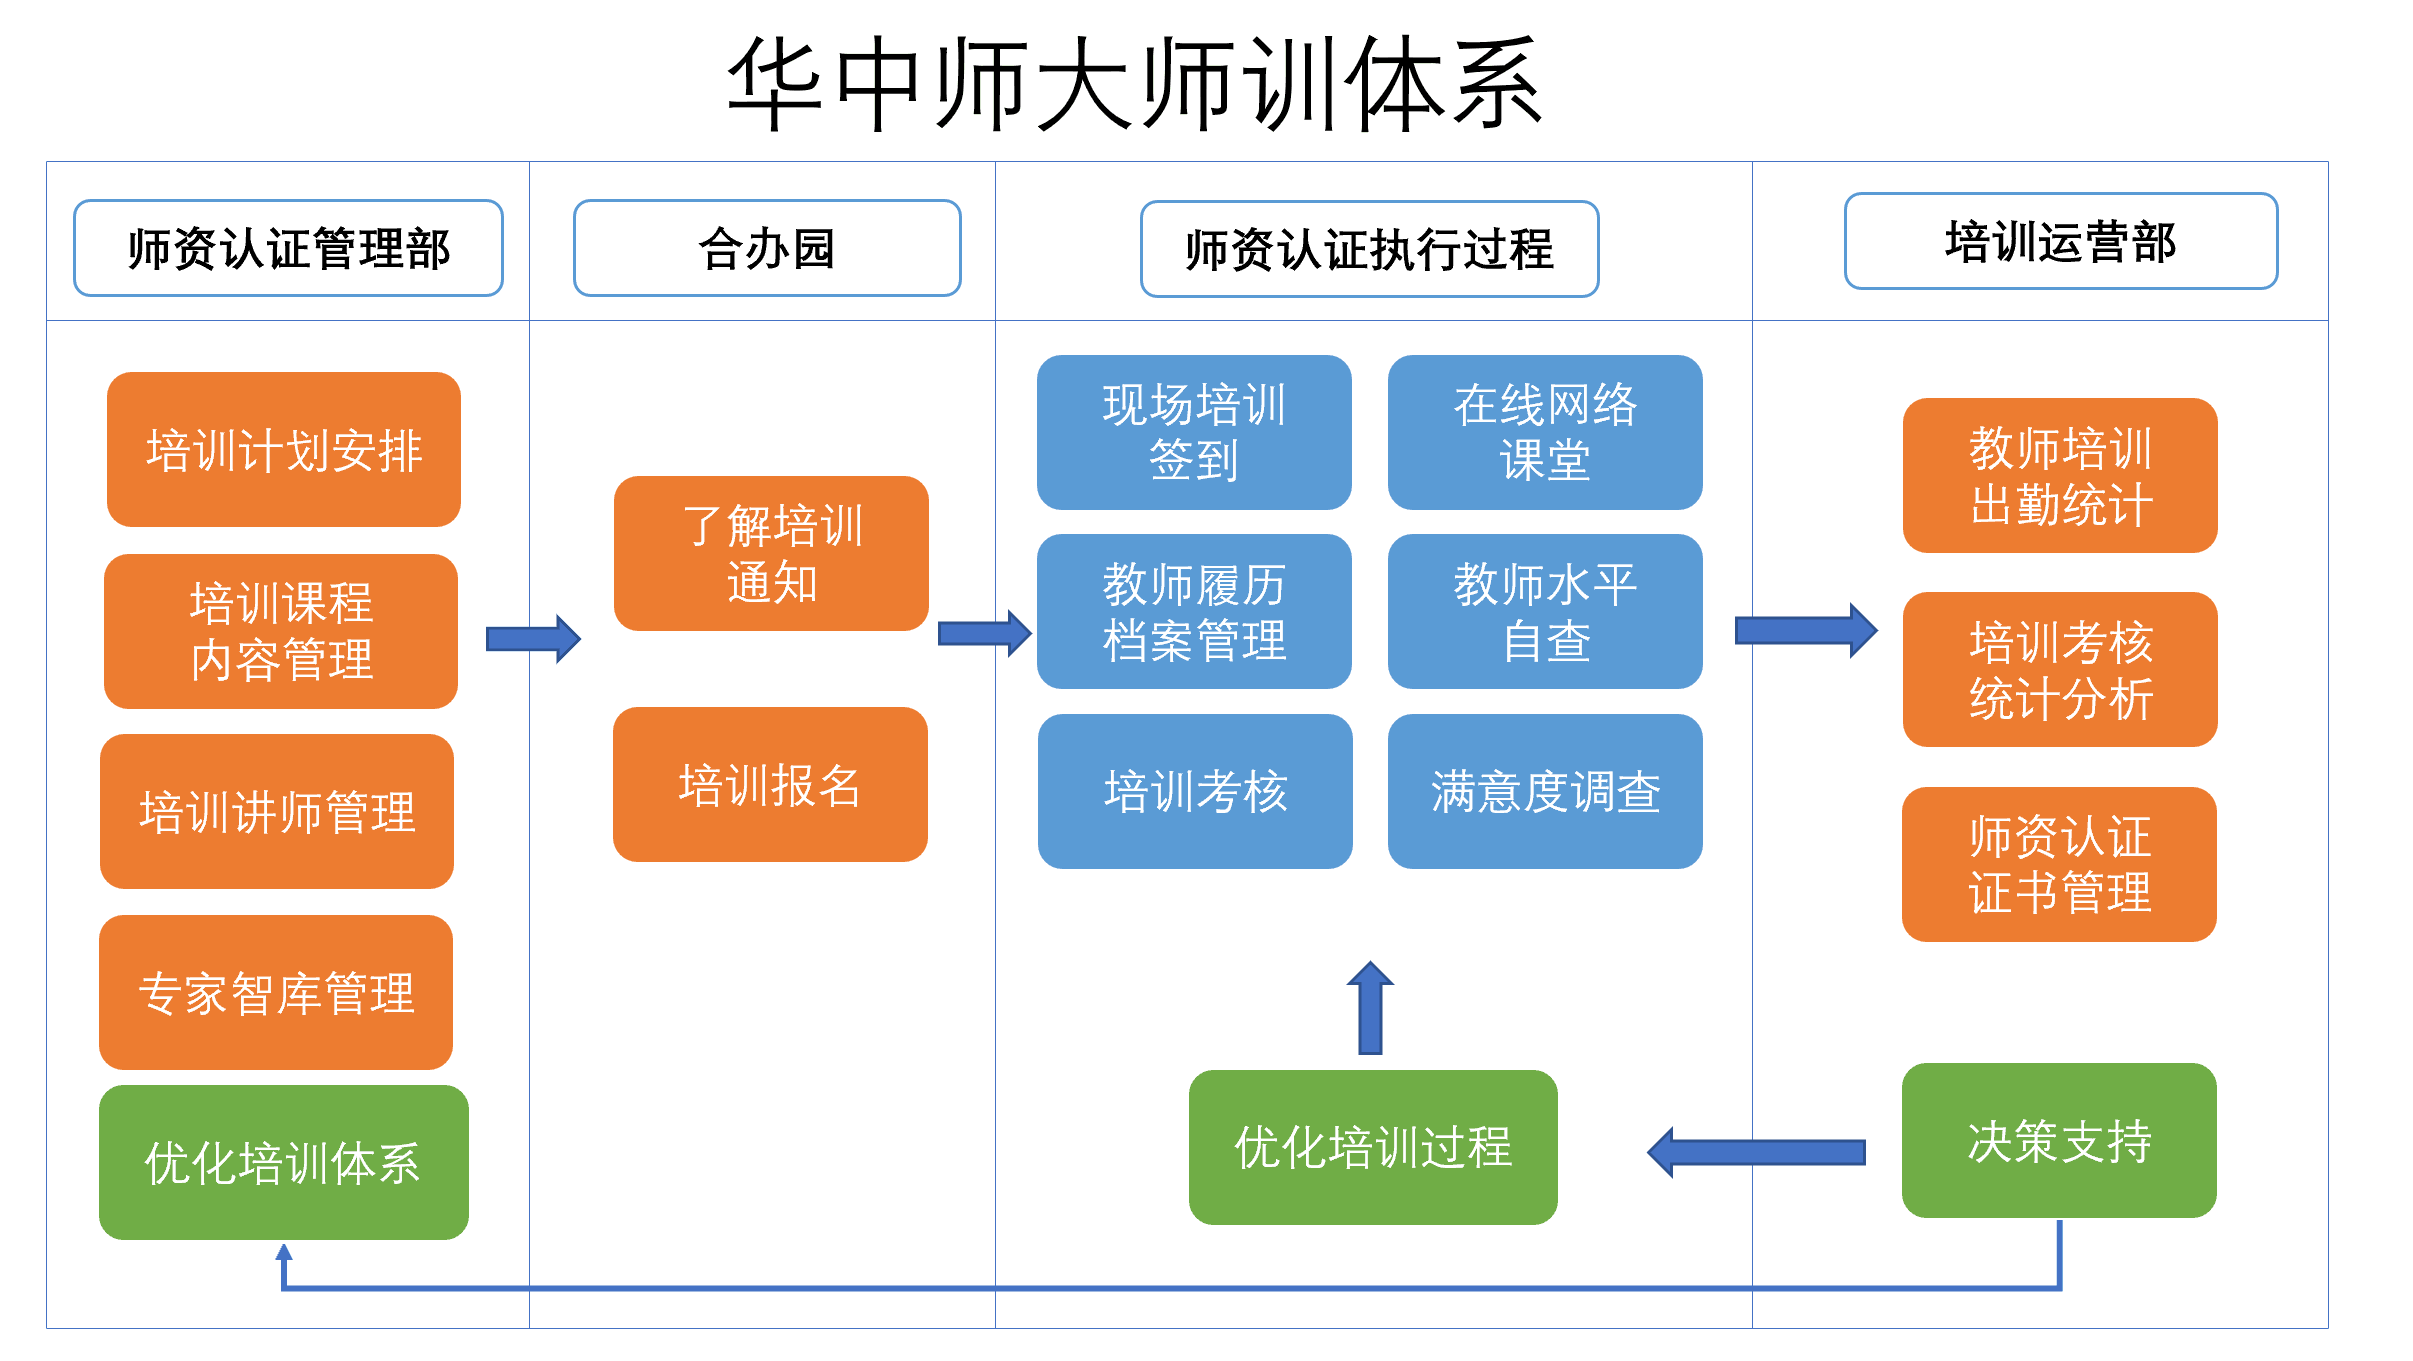 华中师大师训体系
师资认证管理部
合办园
师资认证执行过程
培训运营部
培训计划安排
培训课程
内容管理
培训讲师管理
专家智库管理
优化培训体系
了解培训
通知
培训报名
现场培训
签到
在线网络
课堂
教师履历
档案管理
教师水平
自查
培训考核
满意度调查
优化培训过程
教师培训
出勤统计
培训考核
统计分析
师资认证
证书管理
决策支持